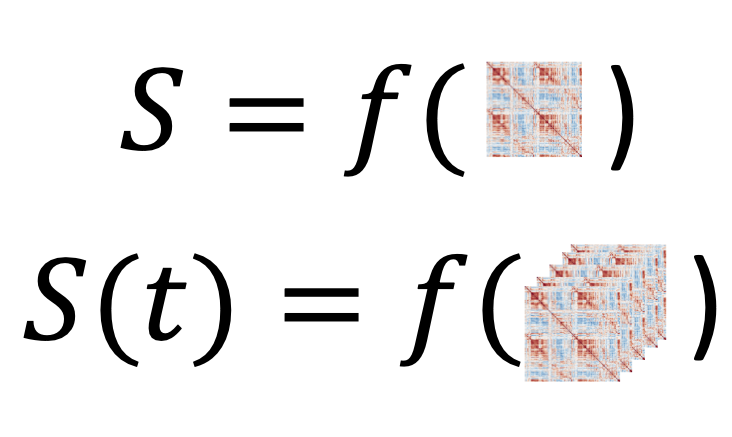 S = f( )
S(t) = f( )